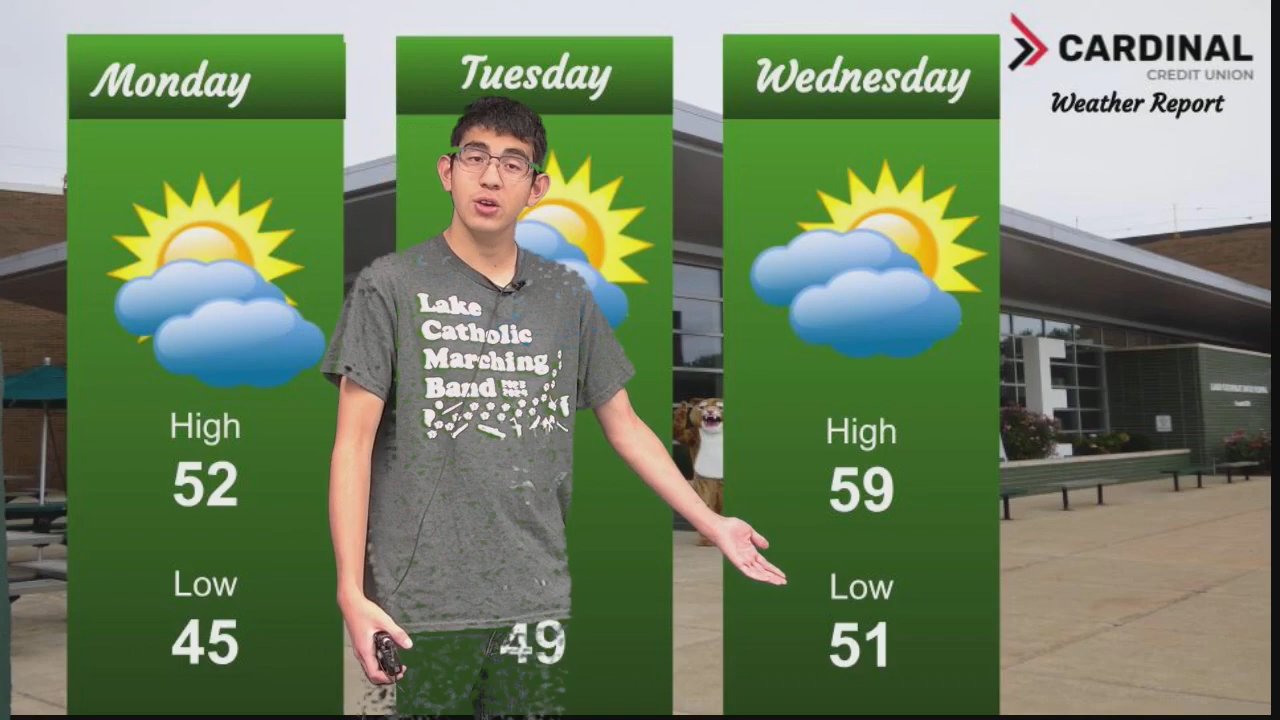 CARDINAL
CREDIT UNION
Weather Report
Monday
Tuesday
Wednesday
Lake
Catholic
Marching
Band
High
52
Low
45
49
High
59
Low
51